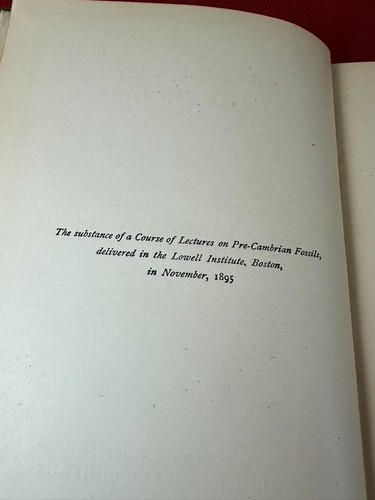 The substance of a Course of Lectures on Pre-Cambrian Fossils,
delivered in the Lowell Institute, Boston,
in November, 1895